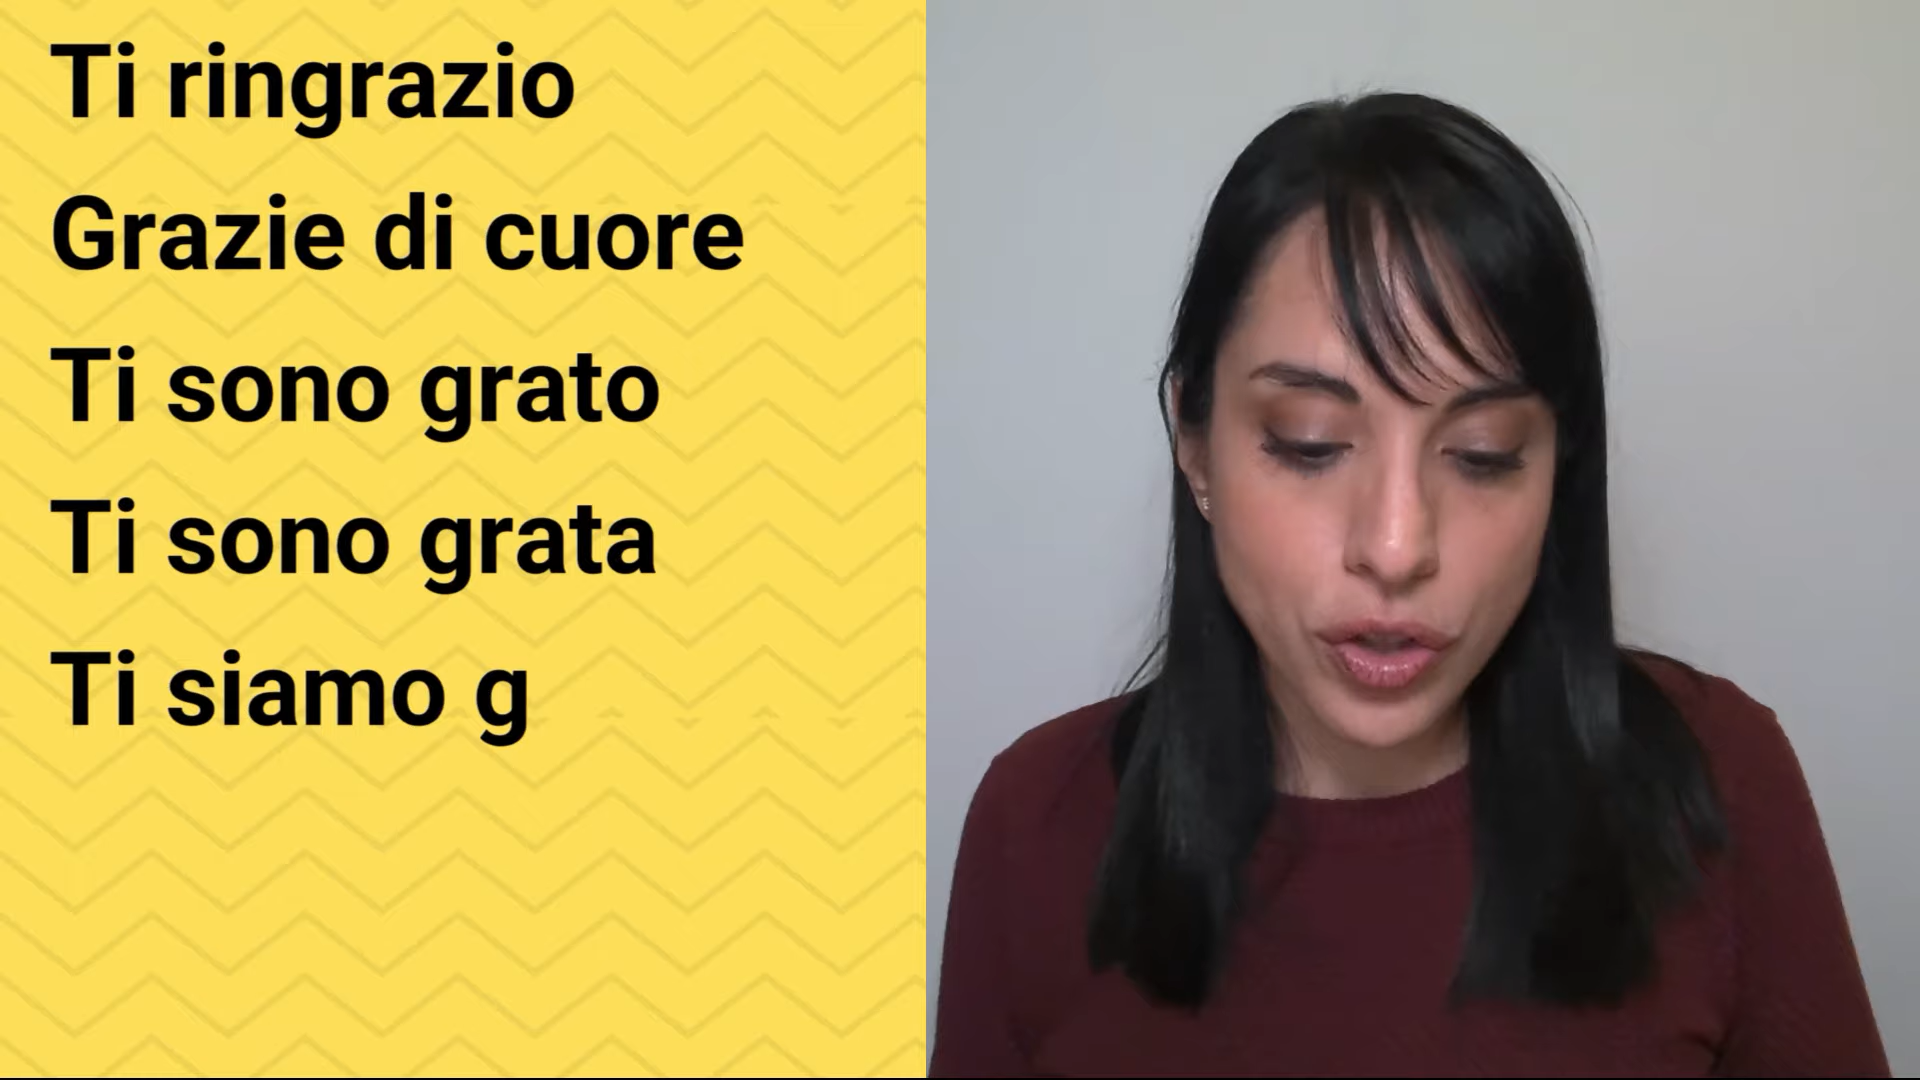 Ti ringrazio
Grazie di cuore
Ti sono grato
Ti sono grata
Ti siamo g